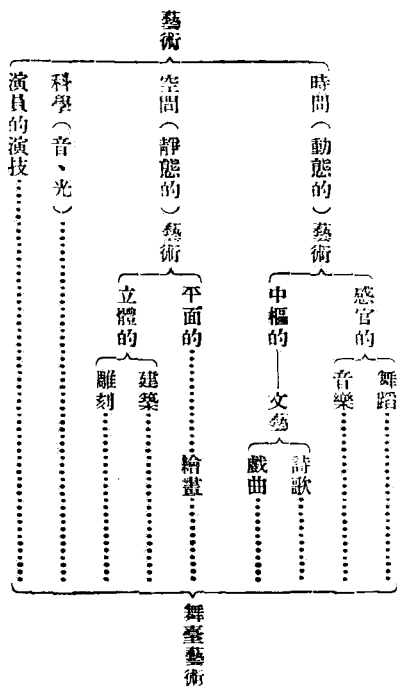 藝術
時間(動態的)藝術
感官的
舞蹈
音樂
中樞的——文藝
詩歌
戲曲
空間(靜態的)藝術
平面的
繪畫
立體的
建築
雕刻
科學(音、光)
演員的演技
舞臺藝術